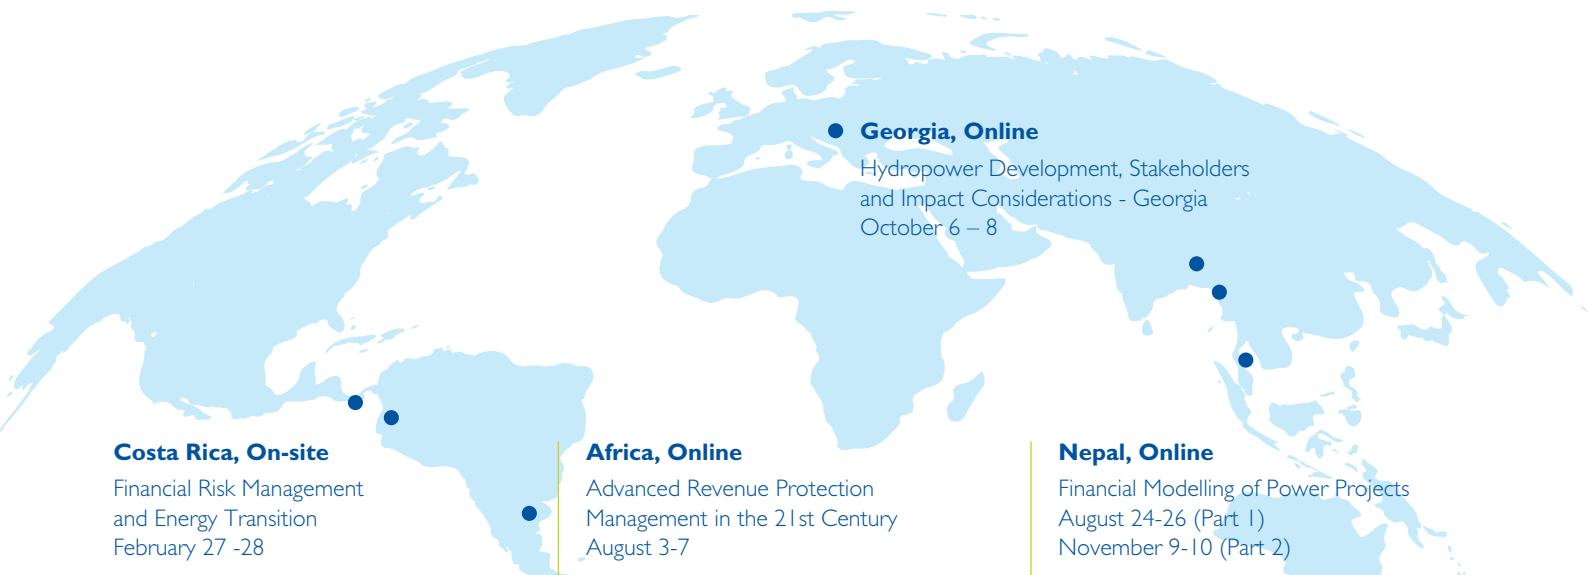 Georgia, Online
Hydropower Development, Stakeholders
and Impact Considerations - Georgia
October 6 – 8
Costa Rica, On-site
Financial Risk Management
and Energy Transition
February 27 -28
Africa, Online
Advanced Revenue Protection
Management in the 21st Century
August 3-7
Nepal, Online
Financial Modelling of Power Projects
August 24-26 (Part 1)
November 9-10 (Part 2)